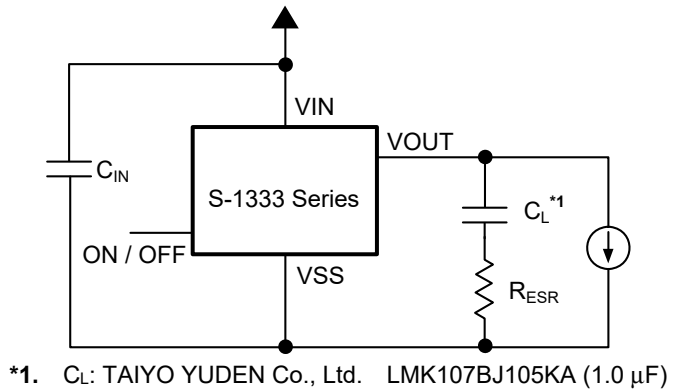 VIN
VOUT
C_IN
S-1333 Series
C_L*1
ON / OFF
VSS
R_ESR
*1. C_L: TAIYO YUDEN Co., Ltd. LMK107BJ105KA (1.0 μF)